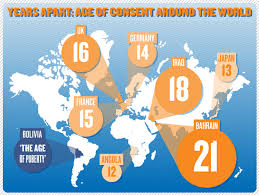 YEARS APART: AGE OF CONSENT AROUND THE WORLD
UK
16
GERMANY
14
JAPAN
13
IRAQ
18
FRANCE
15
BAHRAIN
21
BOLIVIA
'THE AGE
OF
PUBERTY'
ANGOLA
12